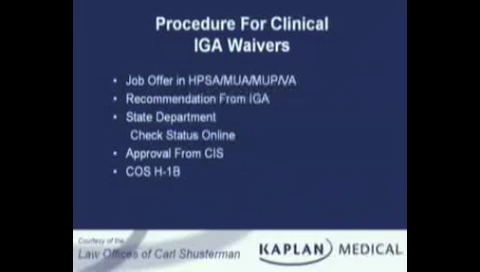 Procedure For Clinical
IGA Waivers
• Job Offer in HPSA/MUA/MUP/VA
• Recommendation From IGA
• State Department
Check Status Online
• Approval From CIS
• COS H-1B
Courtesy of the
Law Offices of Carl Shusterman
KAPLAN MEDICAL